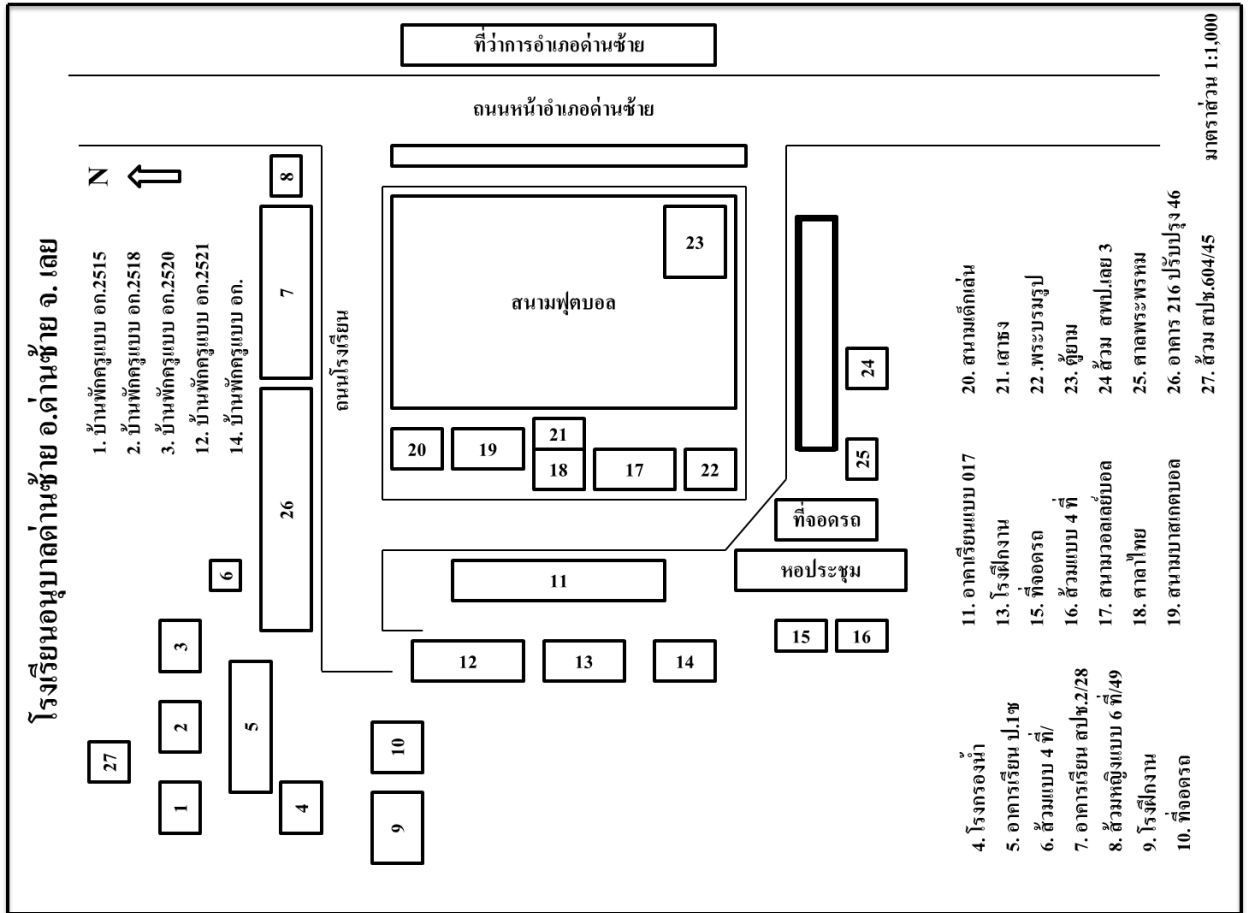 โรงเรียนอนุบาลด่านซ้าย อ.ด่านซ้าย จ. เลย
ที่ว่าการอำเภอด่านซ้าย
ถนนหน้าอำเภอด่านซ้าย
N
1. บ้านพักครูแบบ อก.2515
2. บ้านพักครูแบบ อก.2518
3. บ้านพักครูแบบ อก.2520
12. บ้านพักครูแบบ อก.2521
14. บ้านพักครูแบบ อก.
8
7
26
6
3
2
1
27
5
4
ถนนโรงเรียน
สนามฟุตบอล
23
20
19
21
18
17
22
24
25
ที่จอดรถ
หอประชุม
11
12
13
14
15
16
10
9
4. โรงกรองน้ำ
5. อาคารเรียน ป.1ซ
6. ส้วมแบบ 4 ที่/
7. อาคารเรียน สปช.2/28
8. ส้วมหญิงแบบ 6 ที่/49
9. โรงฝึกงาน
10. ที่จอดรถ
11. อาคาเรียนแบบ 017
13. โรงฝึกงาน
15. ที่จอดรถ
16. ส้วมแบบ 4 ที่
17. สนามวอลเลย์บอล
18. ศาลาไทย
19. สนามบาสเกตบอล
20. สนามเด็กเล่น
21. เสาธง
22 .พระบรมรูป
23. ตู้ยาม
24 ส้วม สพป.เลย 3
25. ศาลพระพรหม
26. อาคาร 216 ปรับปรุง 46
27. ส้วม สปช.604/45
มาตราส่วน 1:1,000